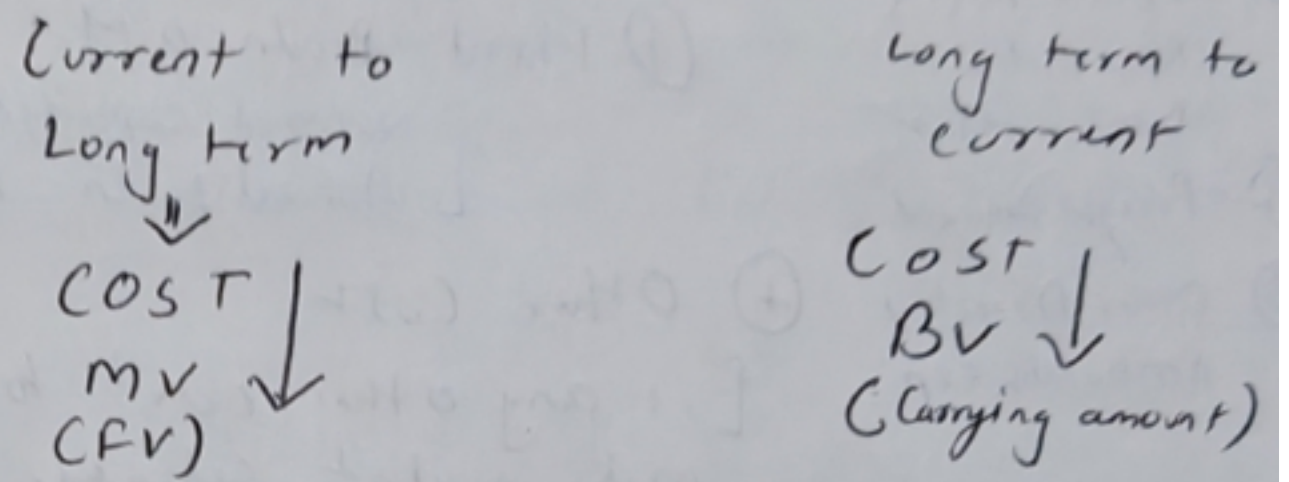 Current to
Long term
COST
MV
(FV)
Long term to
current
COST
BV
(Carrying amount)